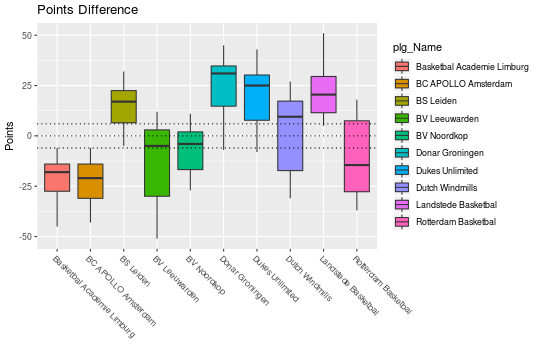 Points Difference
Points
50
25
0
-25
-50
Basketbal Academie Limburg
BC APOLLO Amsterdam
BS Leiden
BV Leeuwarden
BV Noordkop
Donar Groningen
Dukes Unlimited
Dutch Windmills
Landstede Basketbal
Rotterdam Basketbal
plg_Name
Basketbal Academie Limburg
BC APOLLO Amsterdam
BS Leiden
BV Leeuwarden
BV Noordkop
Donar Groningen
Dukes Unlimited
Dutch Windmills
Landstede Basketbal
Rotterdam Basketbal